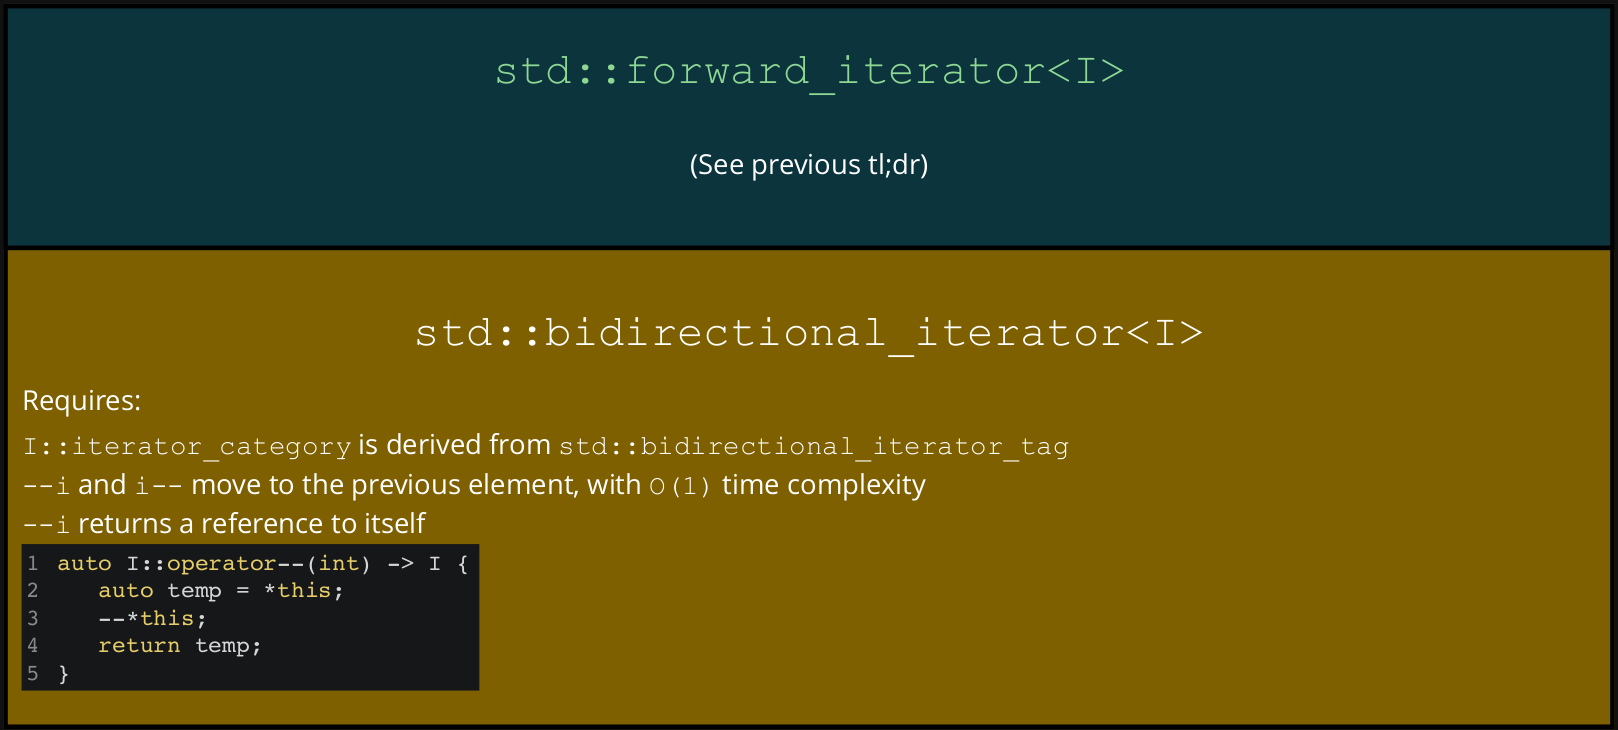 std::forward_iterator<I>
(See previous tl;dr)
std::bidirectional_iterator<I>
Requires:
I::iterator_category is derived from std::bidirectional_iterator_tag
--i and i-- move to the previous element, with O(1) time complexity
--i returns a reference to itself
1 auto I::operator--(int) -> I {
2    auto temp = *this;
3    --*this;
4    return temp;
5 }